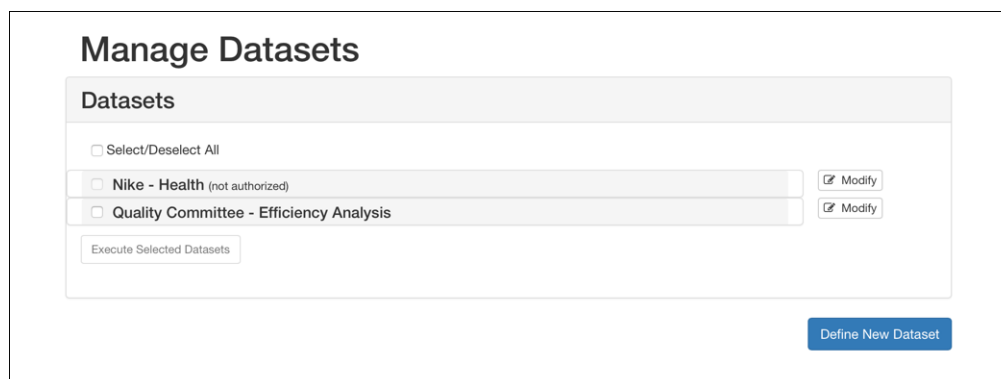 Manage Datasets
Datasets
Select/Deselect All
Nike - Health (not authorized)
Modify
Quality Committee - Efficiency Analysis
Modify
Execute Selected Datasets
Define New Dataset